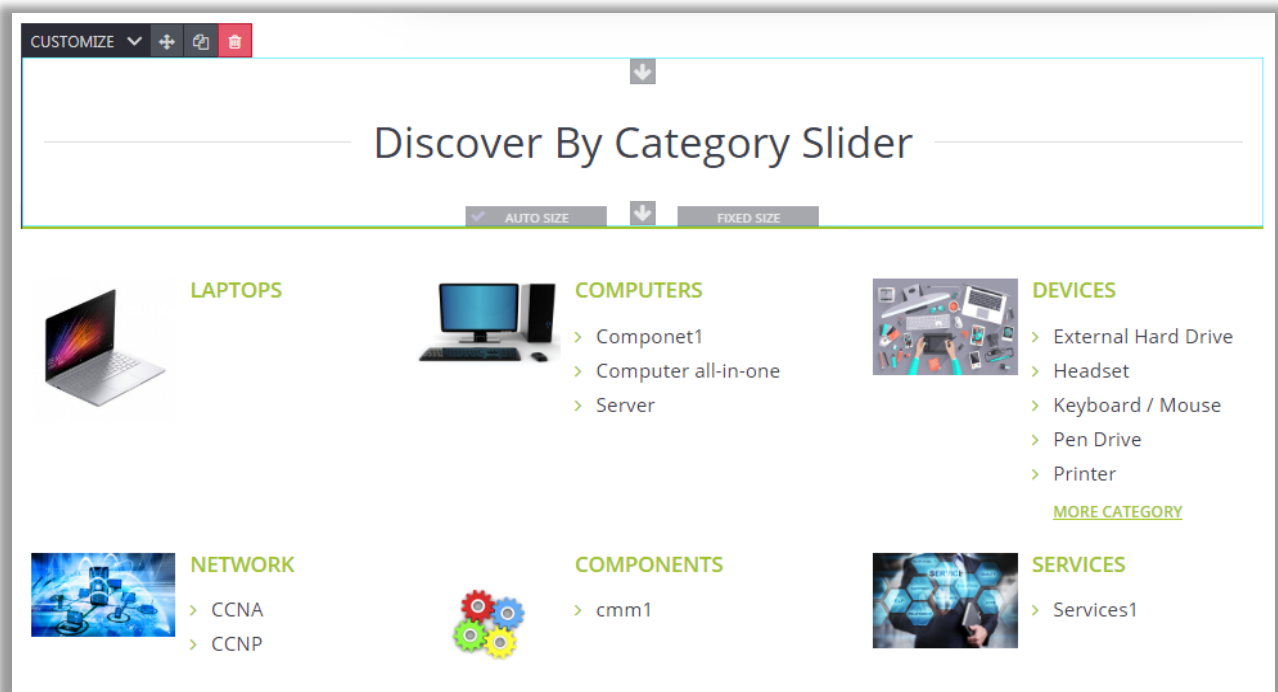 CUSTOMIZE
Discover By Category Slider
AUTO SIZE
FIXED SIZE
LAPTOPS
COMPUTERS
Componet1
Computer all-in-one
Server
DEVICES
External Hard Drive
Headset
Keyboard / Mouse
Pen Drive
Printer
MORE CATEGORY
NETWORK
CCNA
CCNP
COMPONENTS
cmm1
SERVICES
Services1
SERVICE